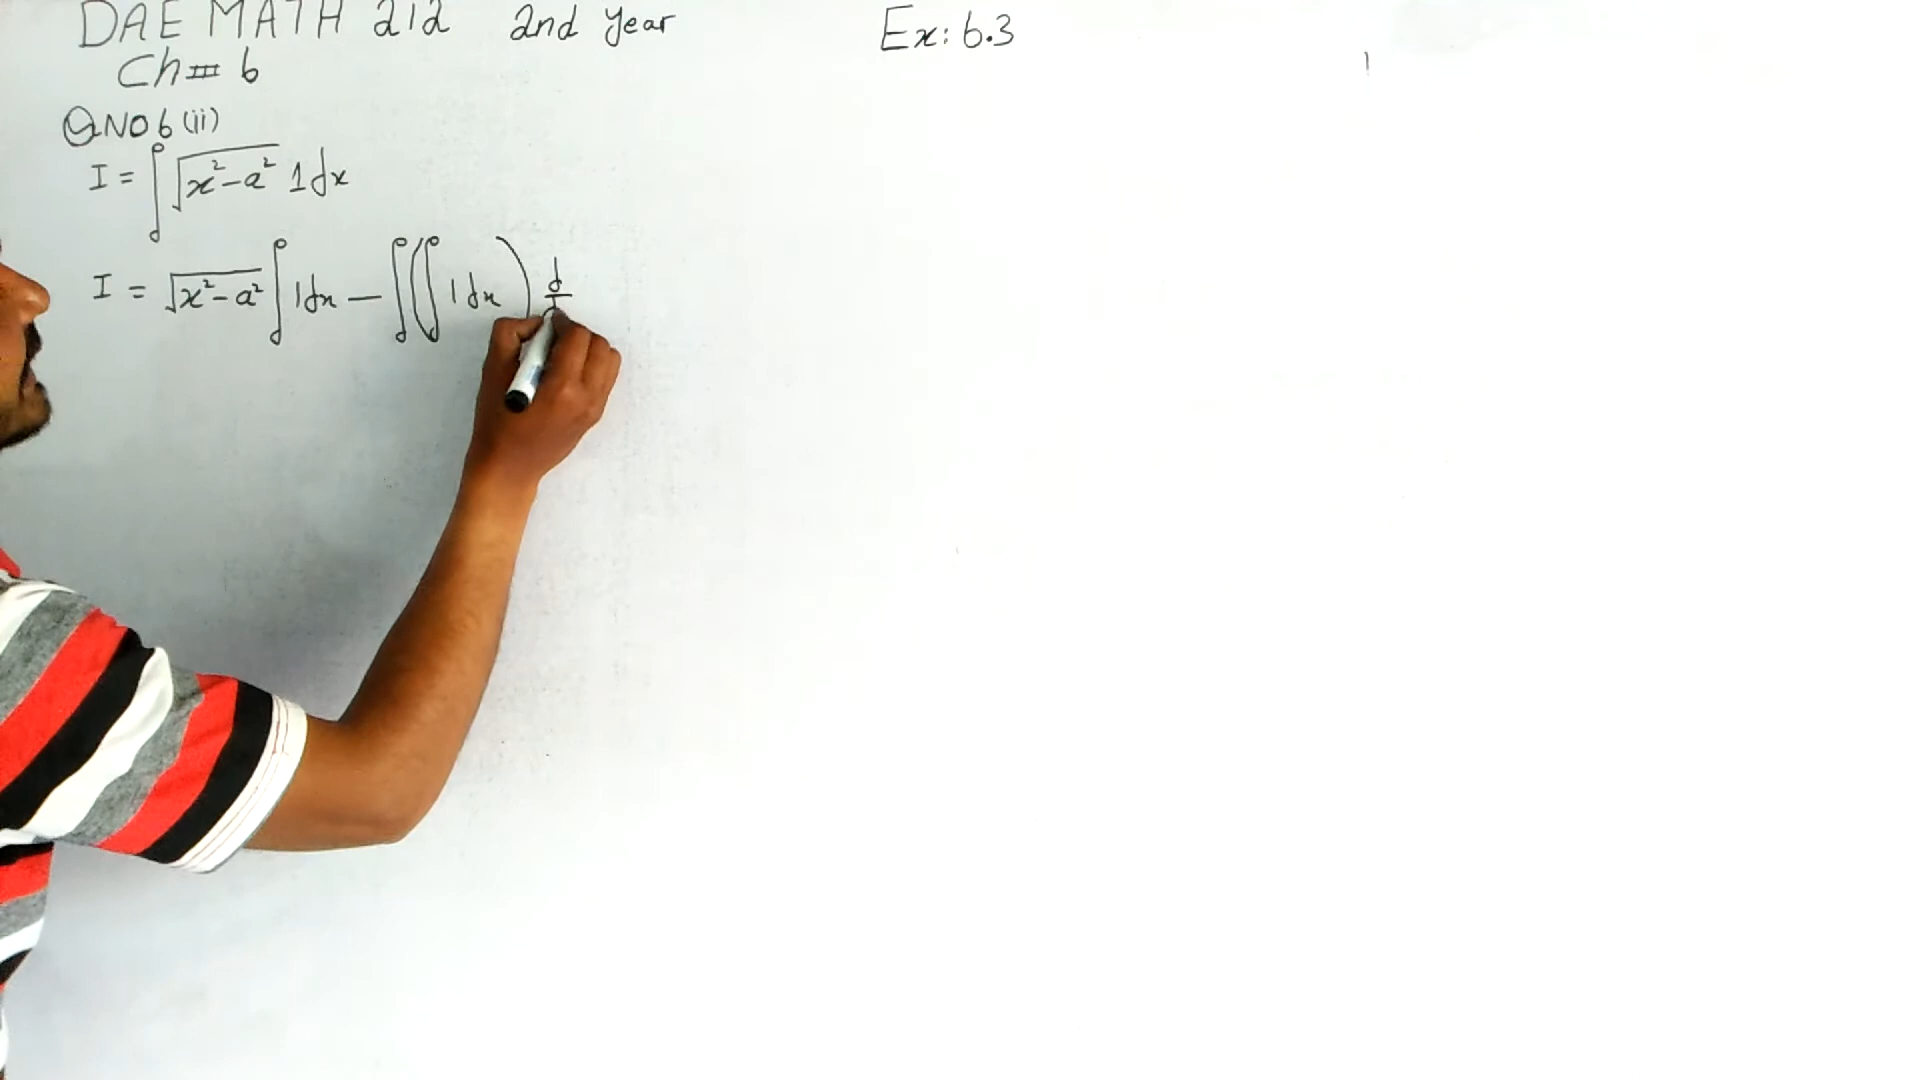 DAE MATH 212 2nd year Ex: 6.3
Ch 6
QNO 6 (ii)
I = ∫ √(x²-a²) 1dx
I = √(x²-a²) ∫ 1dx — ∫(∫ 1dx) d/d